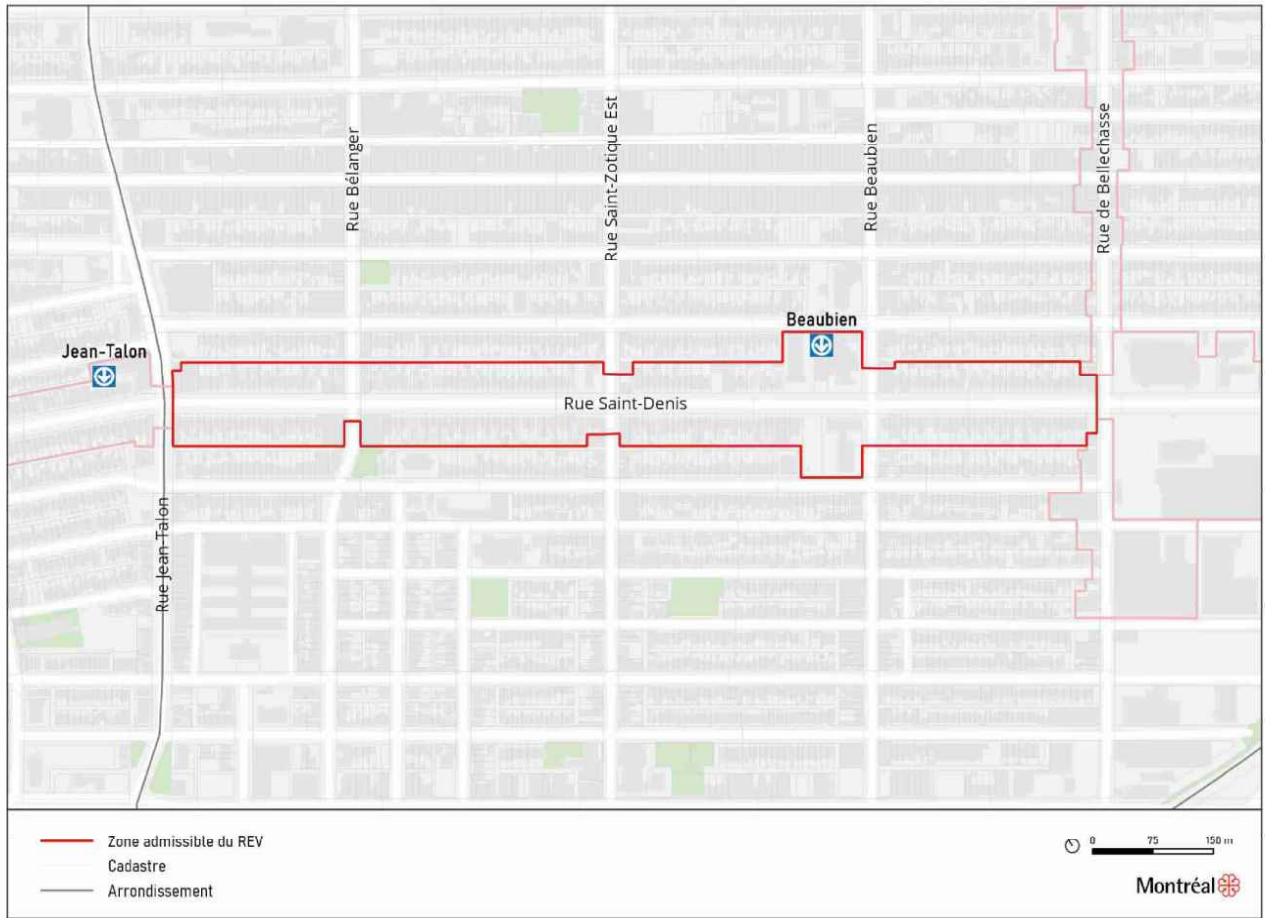 Rue Bélanger
Rue Saint-Zotique Est
Rue Beaubien
Rue de Bellechasse
Jean-Talon
Beaubien
Rue Saint-Denis
Rue Jean-Talon
Zone admissible du REV
Cadastre
Arrondissement
0 75 150 m
Montréal